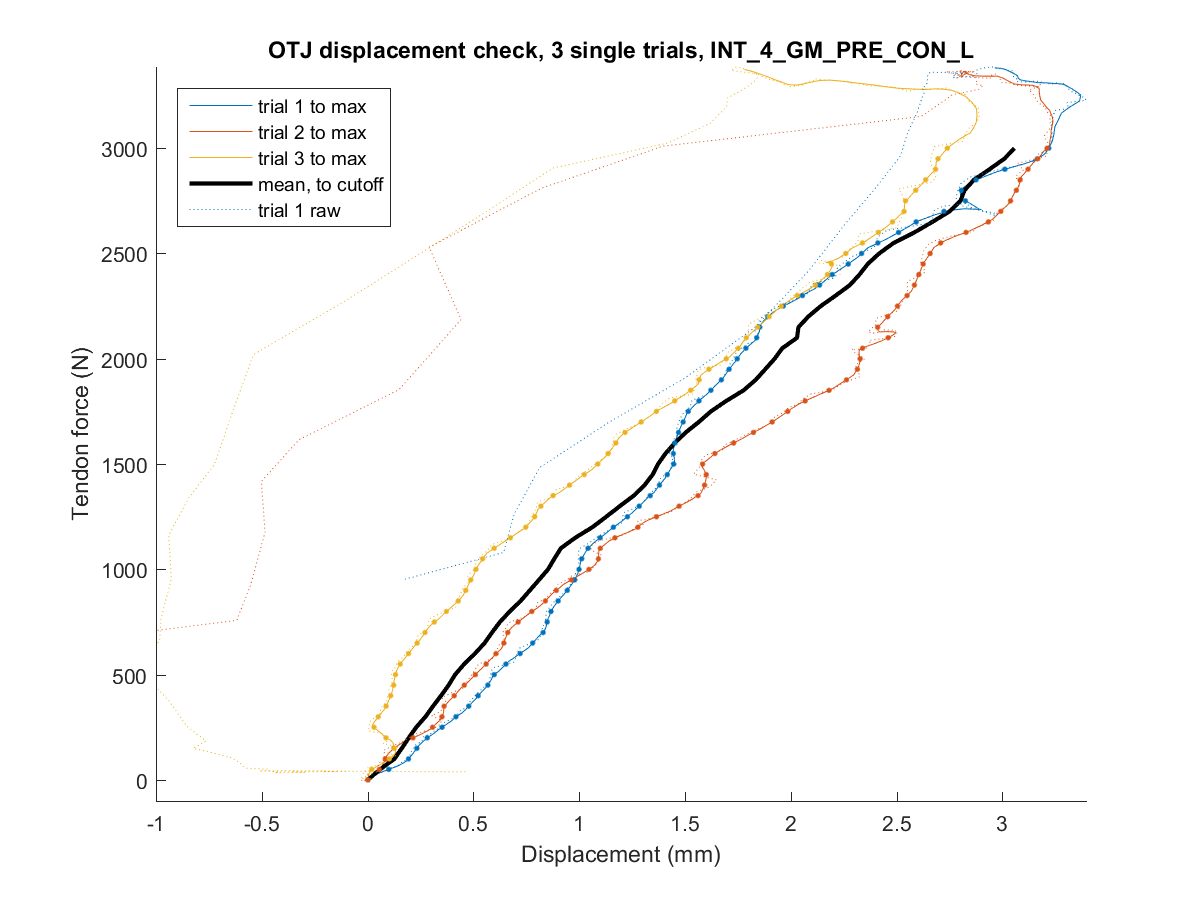 OTJ displacement check, 3 single trials, INT_4_GM_PRE_CON_L
trial 1 to max
trial 2 to max
trial 3 to max
mean, to cutoff
trial 1 raw
3000
2500
2000
1500
1000
500
0
Tendon force (N)
-1 -0.5 0 0.5 1 1.5 2 2.5 3
Displacement (mm)